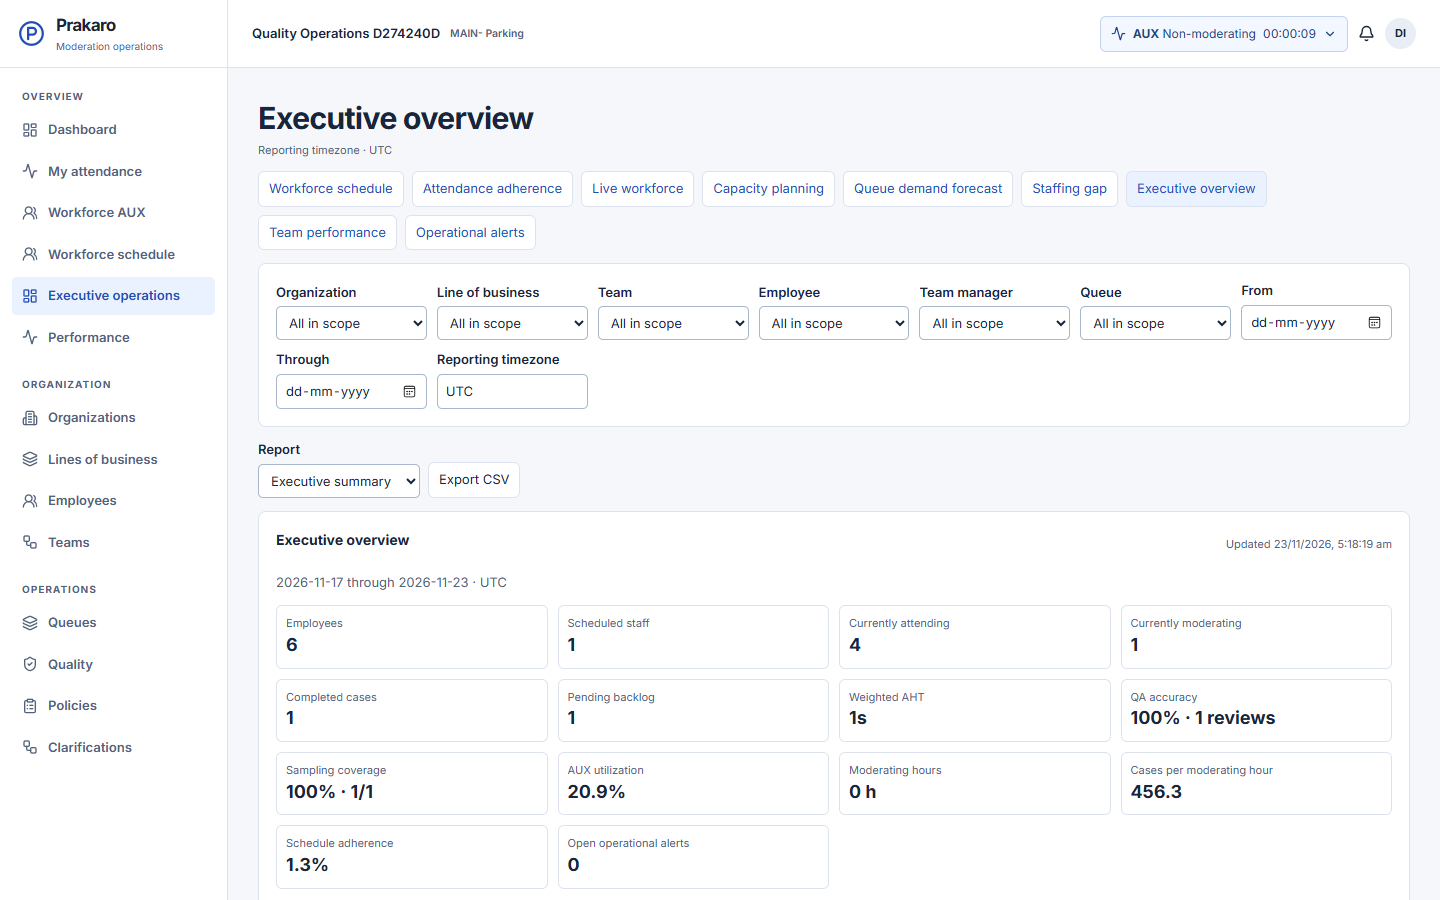 Prakaro
Moderation operations
Quality Operations D274240D MAIN- Parking
AUX Non-moderating 00:00:09
DI
OVERVIEW
Dashboard
My attendance
Workforce AUX
Workforce schedule
Executive operations
Performance
ORGANIZATION
Organizations
Lines of business
Employees
Teams
OPERATIONS
Queues
Quality
Policies
Clarifications
Executive overview
Reporting timezone · UTC
Workforce schedule Attendance adherence Live workforce Capacity planning Queue demand forecast Staffing gap Executive overview
Team performance Operational alerts
Organization Line of business Team Employee Team manager Queue From
All in scope All in scope All in scope All in scope All in scope All in scope dd-mm-yyyy
Through Reporting timezone
dd-mm-yyyy UTC
Report
Executive summary Export CSV
Executive overview
Updated 23/11/2026, 5:18:19 am
2026-11-17 through 2026-11-23 · UTC
Employees Scheduled staff Currently attending Currently moderating
6 1 4 1
Completed cases Pending backlog Weighted AHT QA accuracy
1 1 1s 100% · 1 reviews
Sampling coverage AUX utilization Moderating hours Cases per moderating hour
100% · 1/1 20.9% 0 h 456.3
Schedule adherence Open operational alerts
1.3% 0